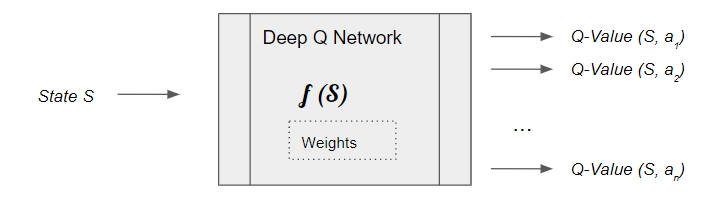 Deep Q Network
Q-Value (S, a1)
Q-Value (S, a2)
State S
f (S)
...
Weights
Q-Value (S, an)